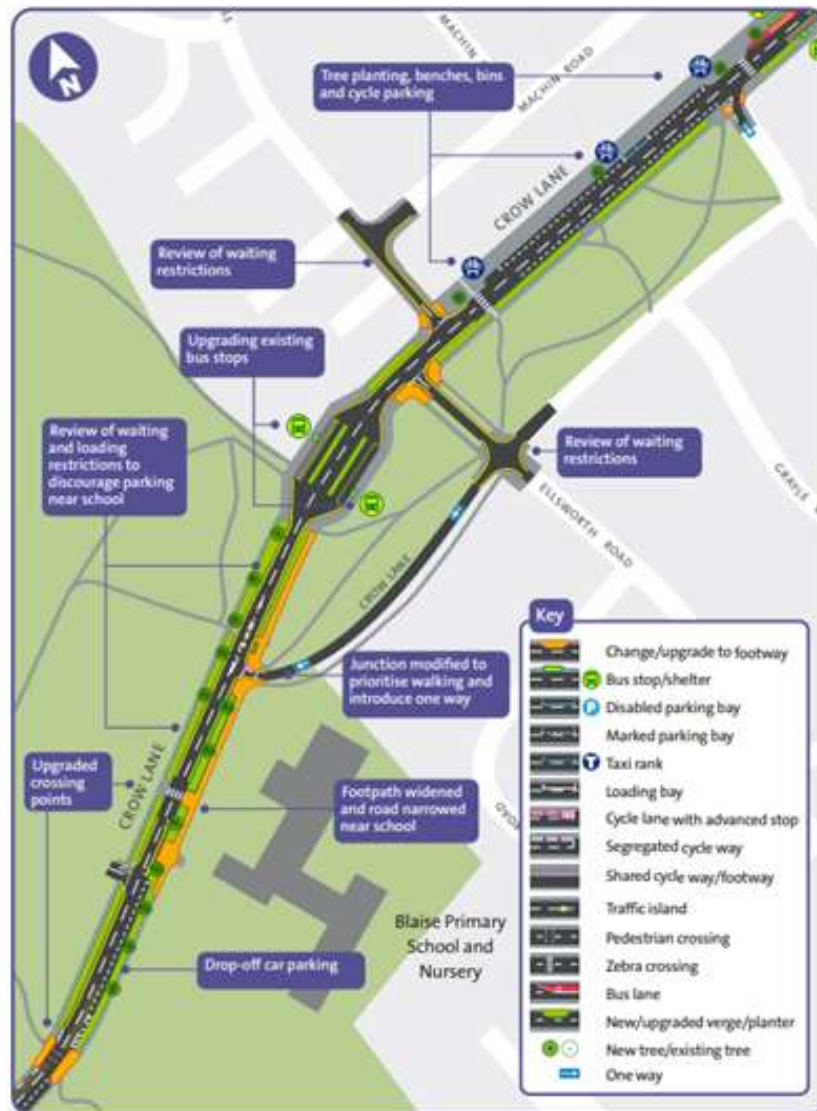 N
MACHIN ROAD
Tree planting, benches, bins
and cycle parking
CROW LANE
Review of waiting
restrictions
Upgrading existing
bus stops
Review of waiting
and loading
restrictions to
discourage parking
near school
Review of waiting
restrictions
ELLSWORTH ROAD
CROW LANE
Junction modified to
prioritise walking and
introduce one way
Upgraded
crossing
points
CROW LANE
Footpath widened
and road narrowed
near school
ROAD
Blaise Primary
School and
Nursery
Drop-off car parking
Key
Change/upgrade to footway
Bus stop/shelter
P Disabled parking bay
Marked parking bay
T Taxi rank
Loading bay
Cycle lane with advanced stop
Segregated cycle way
Shared cycle way/footway
Traffic island
Pedestrian crossing
Zebra crossing
Bus lane
New/upgraded verge/planter
New tree/existing tree
One way